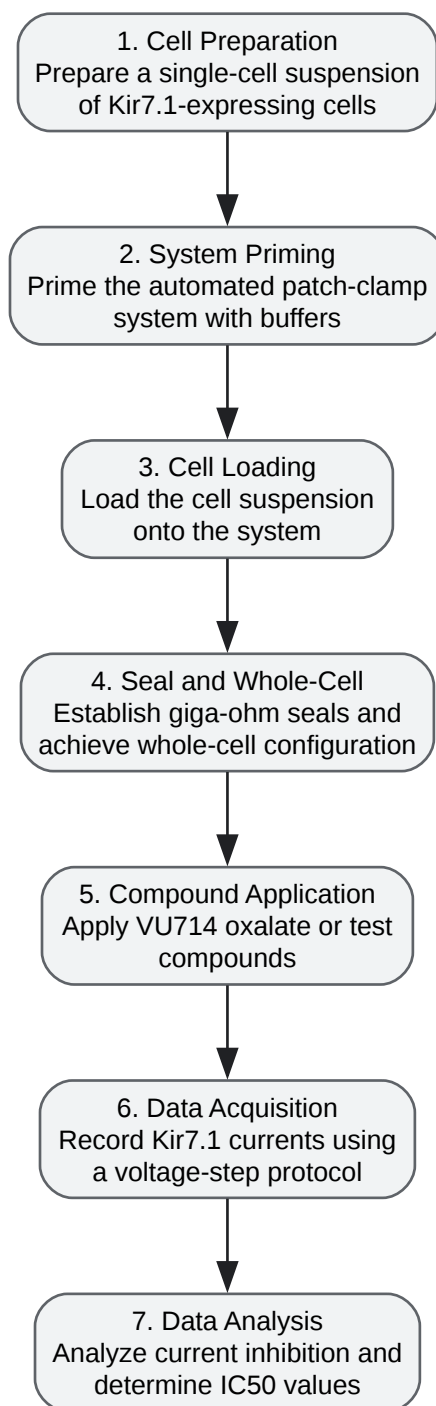 1. Cell Preparation
Prepare a single-cell suspension
of Kir7.1-expressing cells
2. System Priming
Prime the automated patch-clamp
system with buffers
3. Cell Loading
Load the cell suspension
onto the system
4. Seal and Whole-Cell
Establish giga-ohm seals and
achieve whole-cell configuration
5. Compound Application
Apply VU714 oxalate or test
compounds
6. Data Acquisition
Record Kir7.1 currents using
a voltage-step protocol
7. Data Analysis
Analyze current inhibition and
determine IC50 values